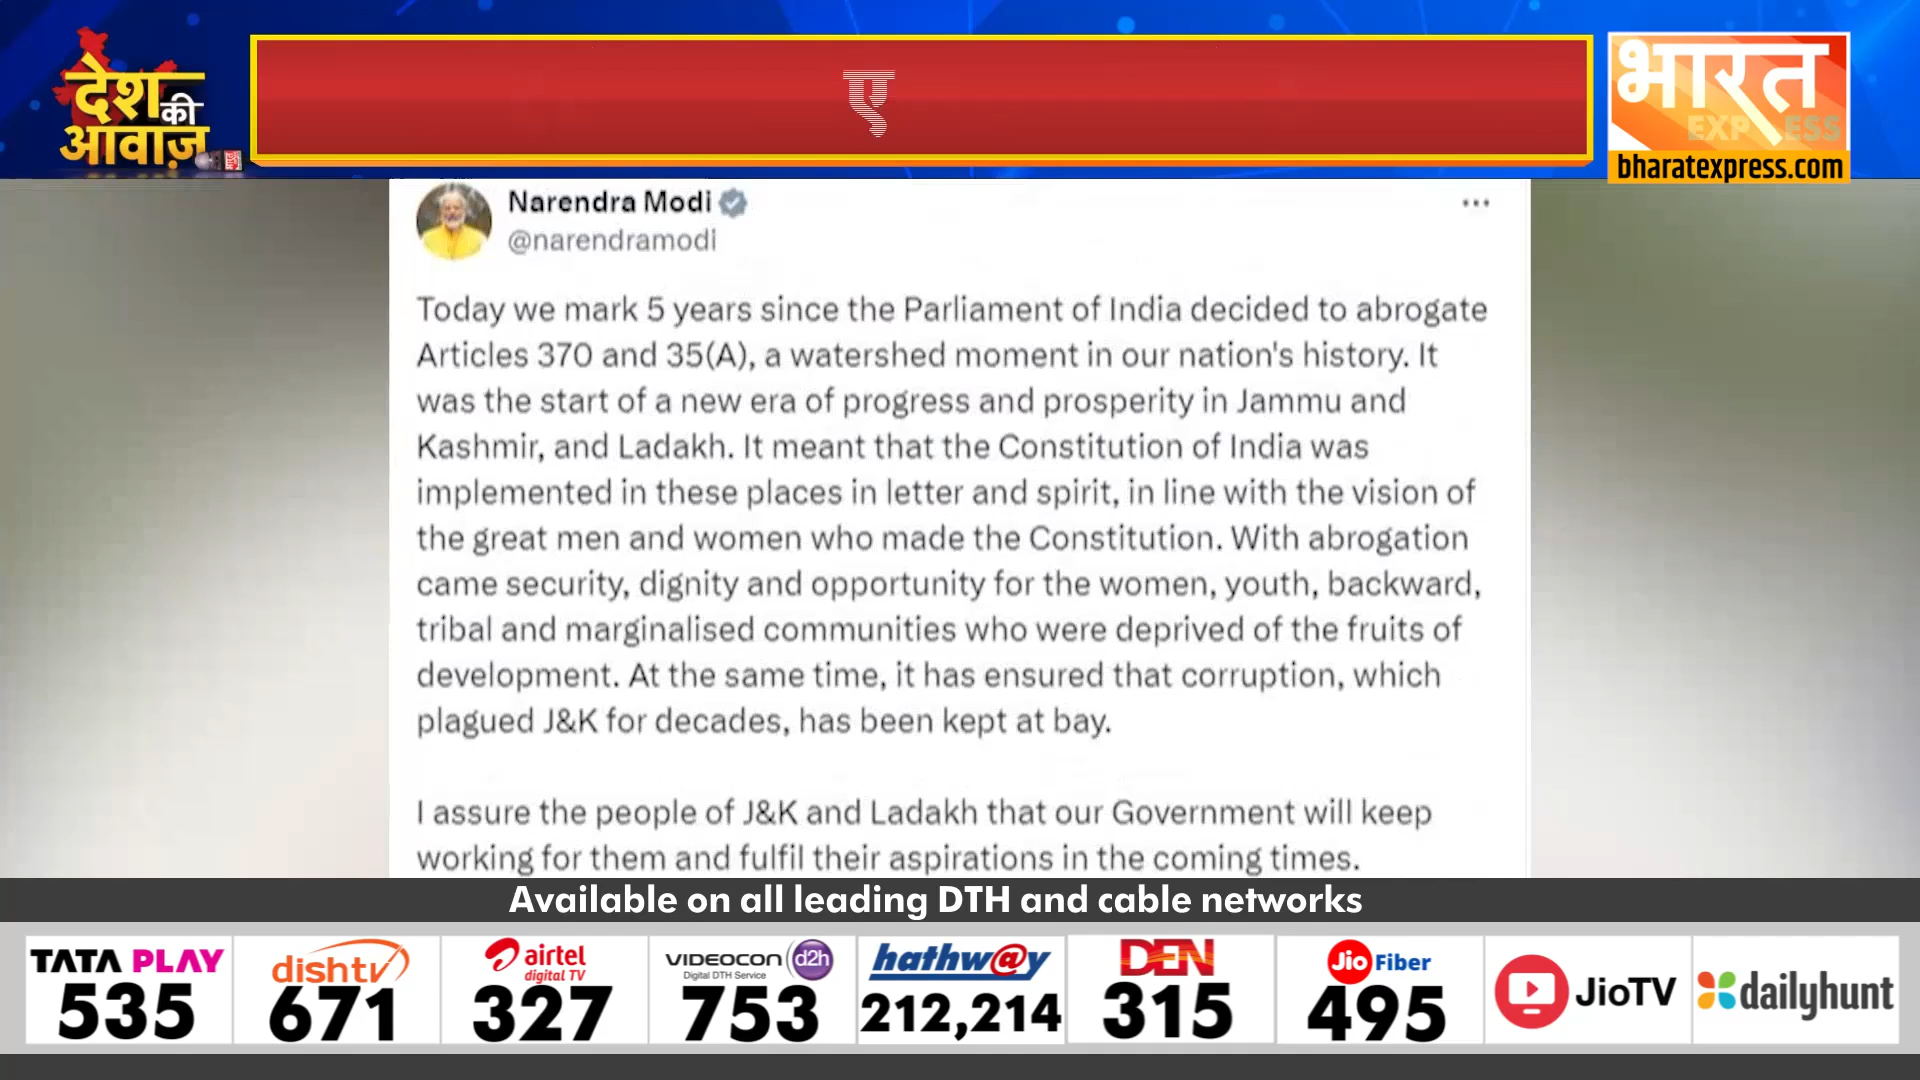 देश की
आवाज़
ए
भारत
EXPRESS
bharatexpress.com
Narendra Modi
@narendramodi
Today we mark 5 years since the Parliament of India decided to abrogate
Articles 370 and 35(A), a watershed moment in our nation's history. It
was the start of a new era of progress and prosperity in Jammu and
Kashmir, and Ladakh. It meant that the Constitution of India was
implemented in these places in letter and spirit, in line with the vision of
the great men and women who made the Constitution. With abrogation
came security, dignity and opportunity for the women, youth, backward,
tribal and marginalised communities who were deprived of the fruits of
development. At the same time, it has ensured that corruption, which
plagued J&K for decades, has been kept at bay.
I assure the people of J&K and Ladakh that our Government will keep
working for them and fulfil their aspirations in the coming times.
Available on all leading DTH and cable networks
TATA PLAY
535
dishtv
671
airtel
digital TV
327
VIDEOCON d2h
Digital DTH Service
753
hathw@y
212,214
DEN
315
Jio Fiber
495
JioTV
dailyhunt